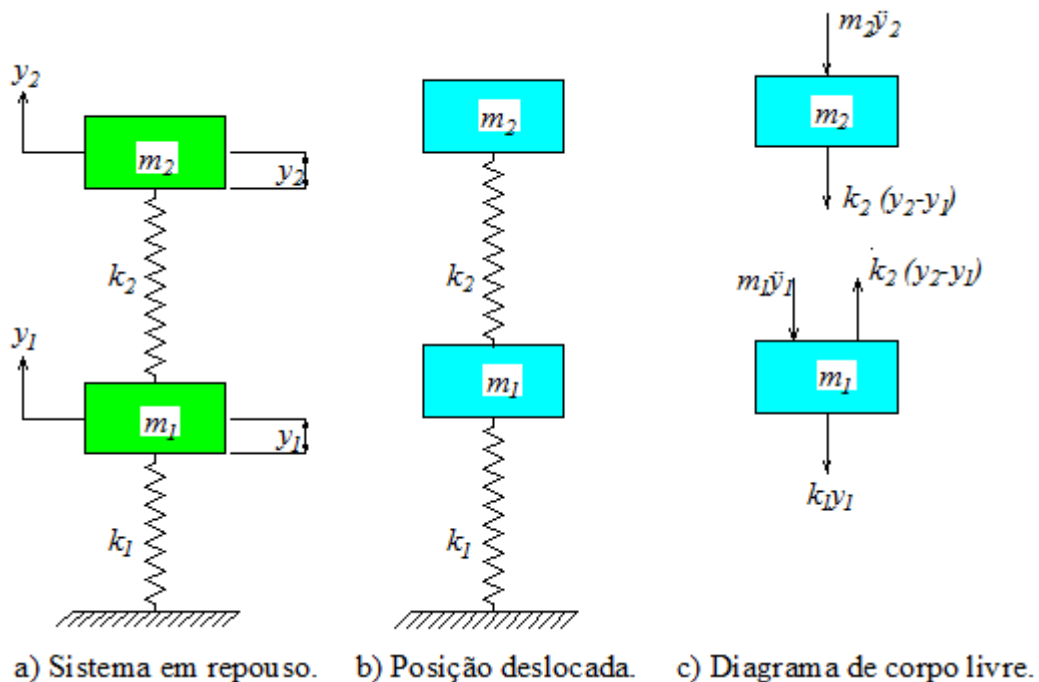 y₂
m₂
y₂
k₂
y₁
m₁
y₁
k₁
a) Sistema em repouso.
m₂
k₂
m₁
k₁
b) Posição deslocada.
m₂ÿ₂
m₂
k₂ (y₂-y₁)
m₁ÿ₁
k₂ (y₂-y₁)
m₁
k₁y₁
c) Diagrama de corpo livre.